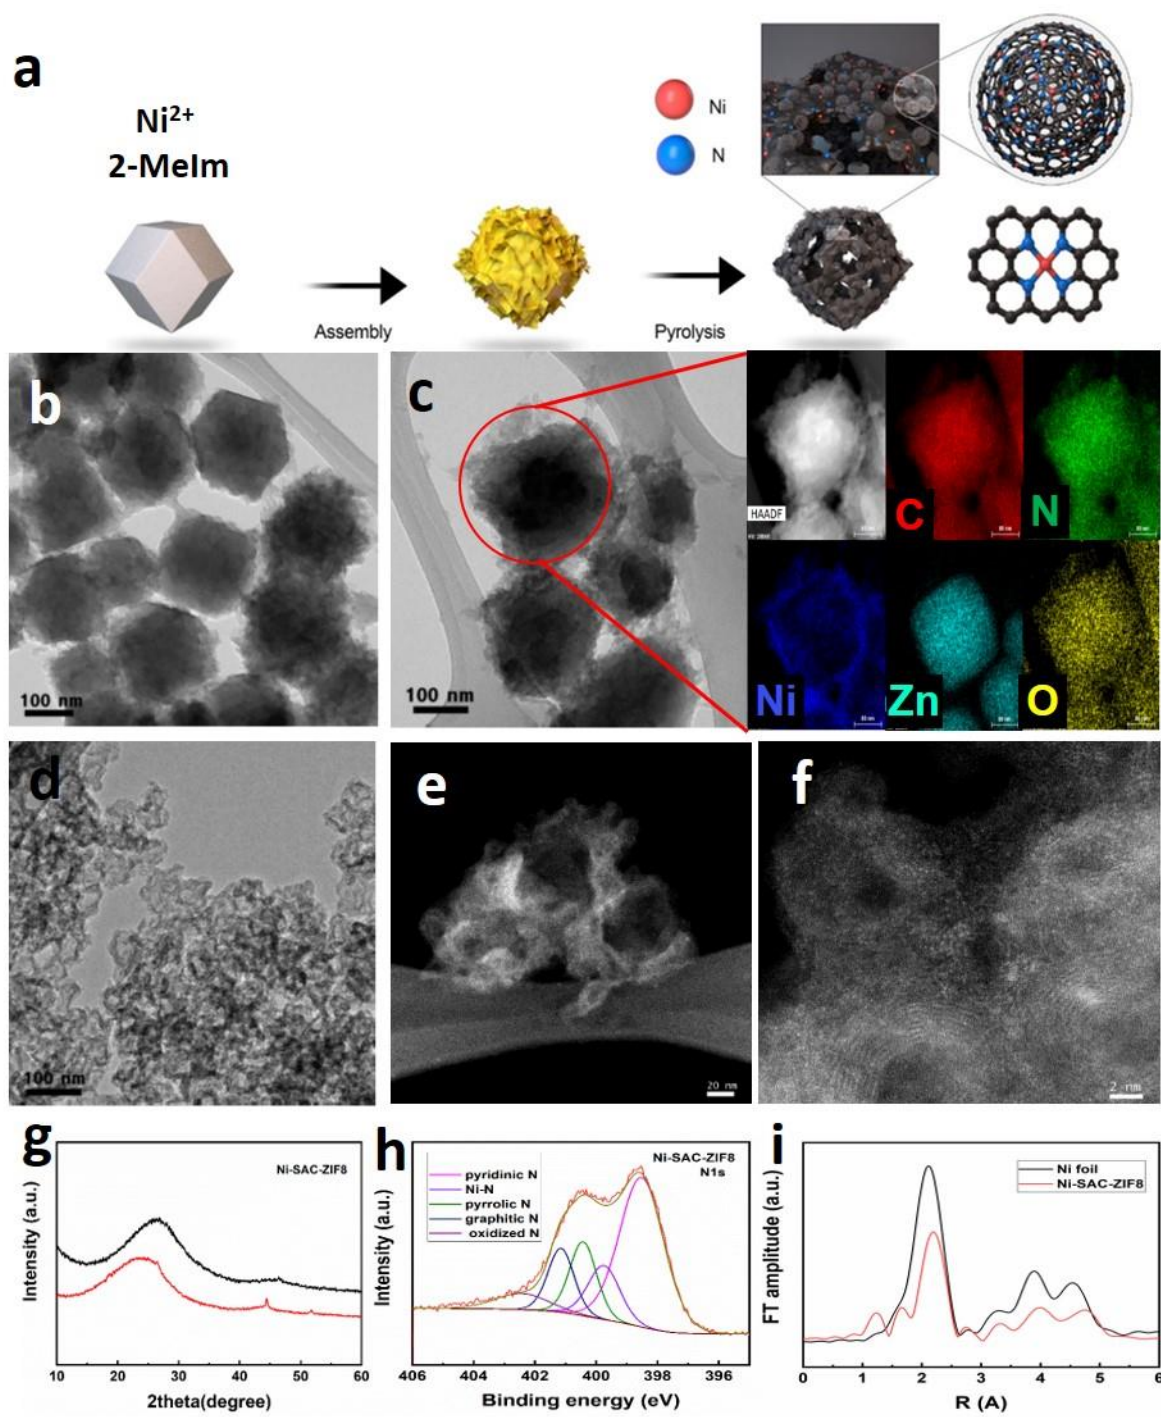 a
Ni²⁺
2-MeIm
Ni
N
Assembly
Pyrolysis
b
100 nm
c
100 nm
HAADF
C
N
Ni
Zn
O
d
100 nm
e
20 nm
f
2 nm
g
Ni-SAC-ZIF8
Intensity (a.u.)
10 20 30 40 50 60
2theta(degree)
h
Ni-SAC-ZIF8
N1s
pyridinic N
Ni-N
pyrrolic N
graphitic N
oxidized N
Intensity (a.u.)
406 404 402 400 398 396
Binding energy (eV)
i
Ni foil
Ni-SAC-ZIF8
FT amplitude (a.u.)
0 1 2 3 4 5 6
R (A)